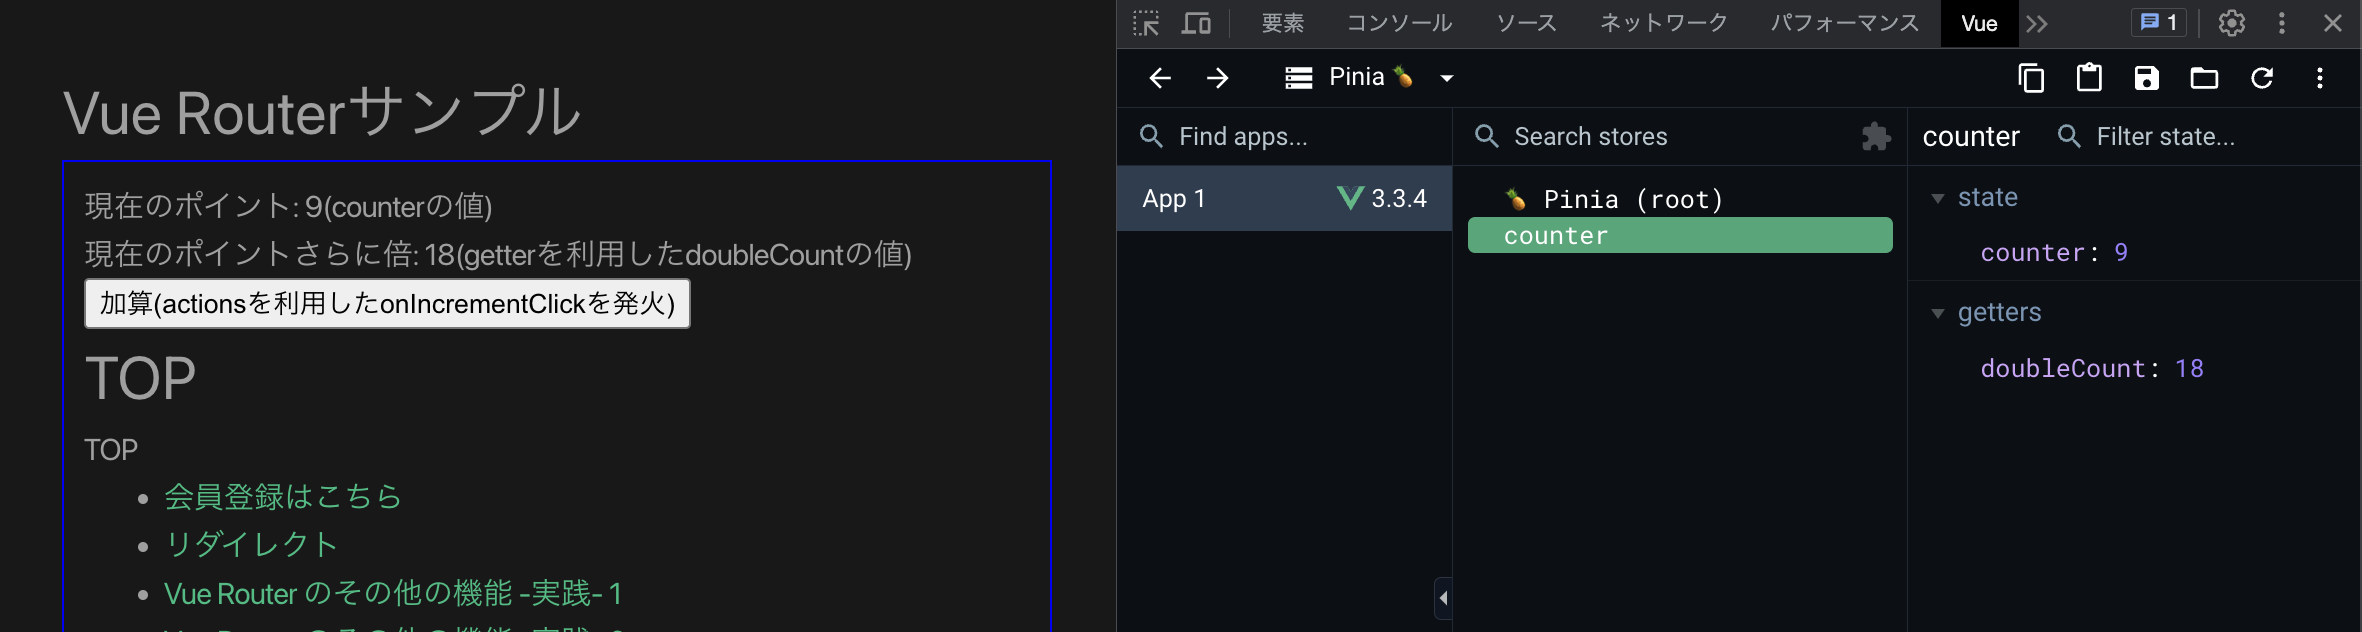 Vue Routerサンプル
現在のポイント: 9(counterの値)
現在のポイントさらに倍: 18(getterを利用したdoubleCountの値)
加算(actionsを利用したonIncrementClickを発火)
TOP
TOP
会員登録はこちら
リダイレクト
Vue Router のその他の機能 -実践- 1
要素 コンソール ソース ネットワーク パフォーマンス Vue 1
Pinia
Find apps...
App 1 3.3.4
Search stores
Pinia (root)
counter
counter Filter state...
state
counter: 9
getters
doubleCount: 18